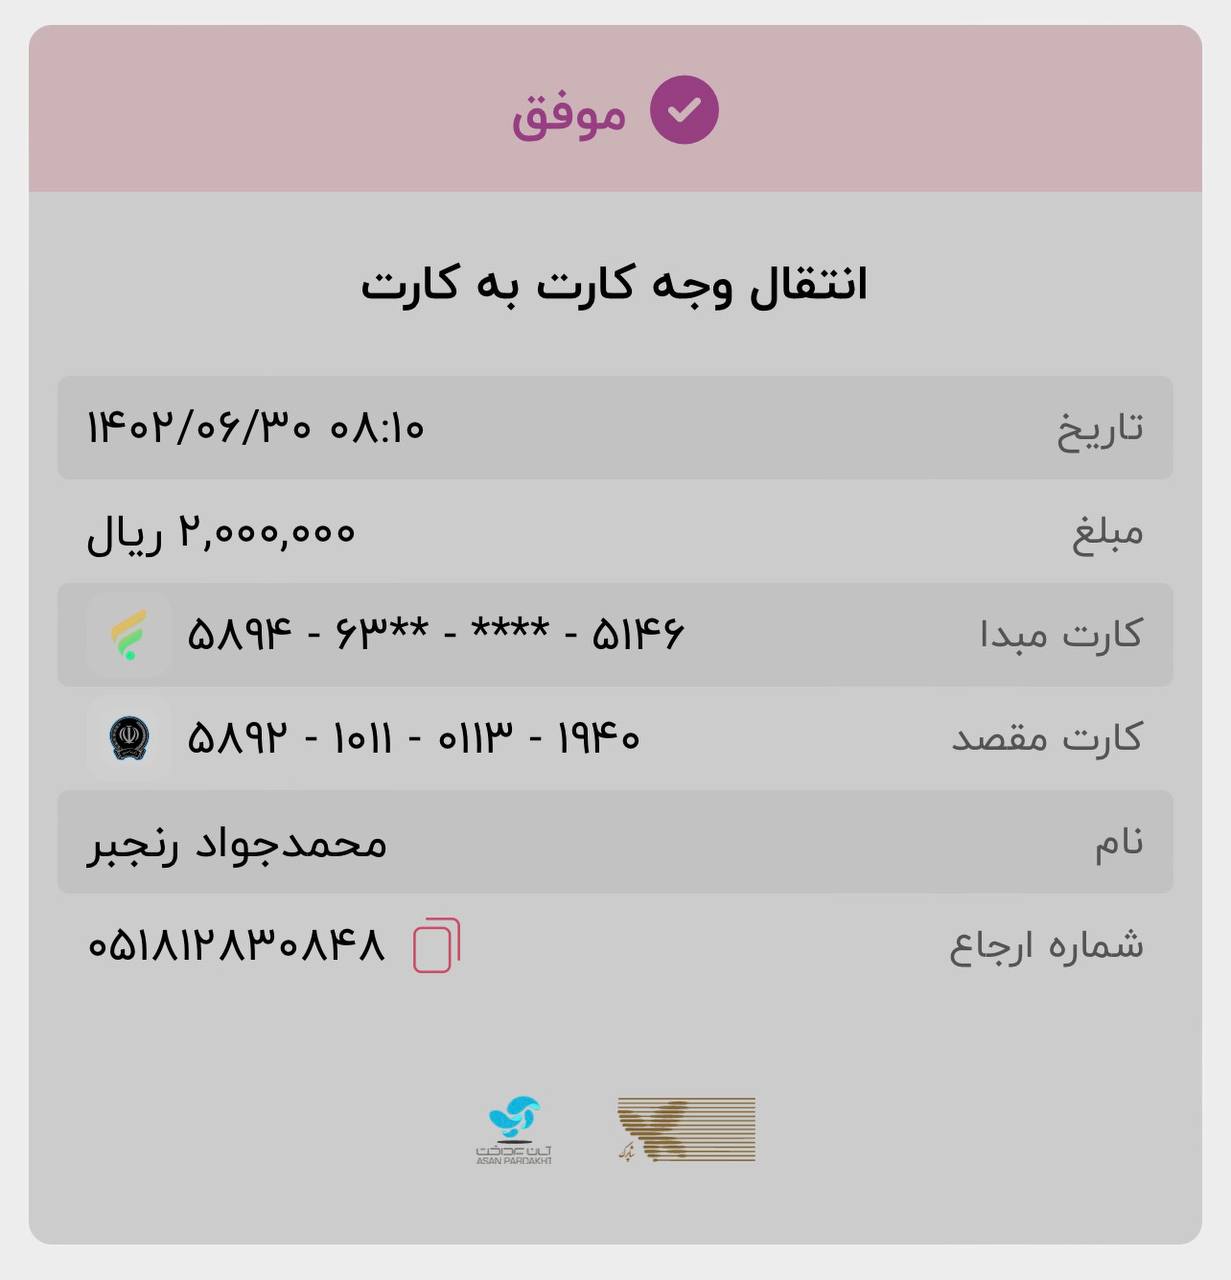 موفق
انتقال وجه کارت به کارت
تاریخ ۱۴۰۲/۰۶/۳۰ ۰۸:۱۰
مبلغ ۲,۰۰۰,۰۰۰ ریال
کارت مبدا ۵۸۹۴ - ۶۳** - **** - ۵۱۴۶
کارت مقصد ۵۸۹۲ - ۱۰۱۱ - ۰۱۱۳ - ۱۹۴۰
نام محمدجواد رنجبر
شماره ارجاع ۰۵۱۸۱۲۸۳۰۸۴۸
شاپرک
آسان پرداخت
ASAN PARDAKHT